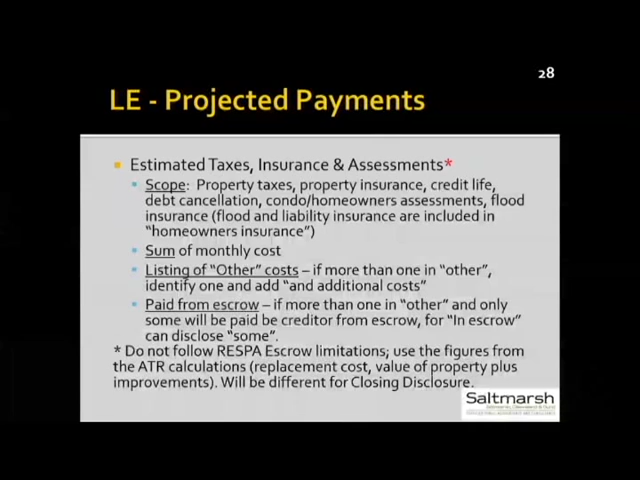 28
LE - Projected Payments
Estimated Taxes, Insurance & Assessments*
Scope: Property taxes, property insurance, credit life,
debt cancellation, condo/homeowners assessments, flood
insurance (flood and liability insurance are included in
“homeowners insurance”)
Sum of monthly cost
Listing of “Other” costs – if more than one in “other”,
identify one and add “and additional costs”
Paid from escrow – if more than one in “other” and only
some will be paid be creditor from escrow, for “In escrow”
can disclose “some”.
* Do not follow RESPA Escrow limitations; use the figures from
the ATR calculations (replacement cost, value of property plus
improvements). Will be different for Closing Disclosure.
Saltmarsh